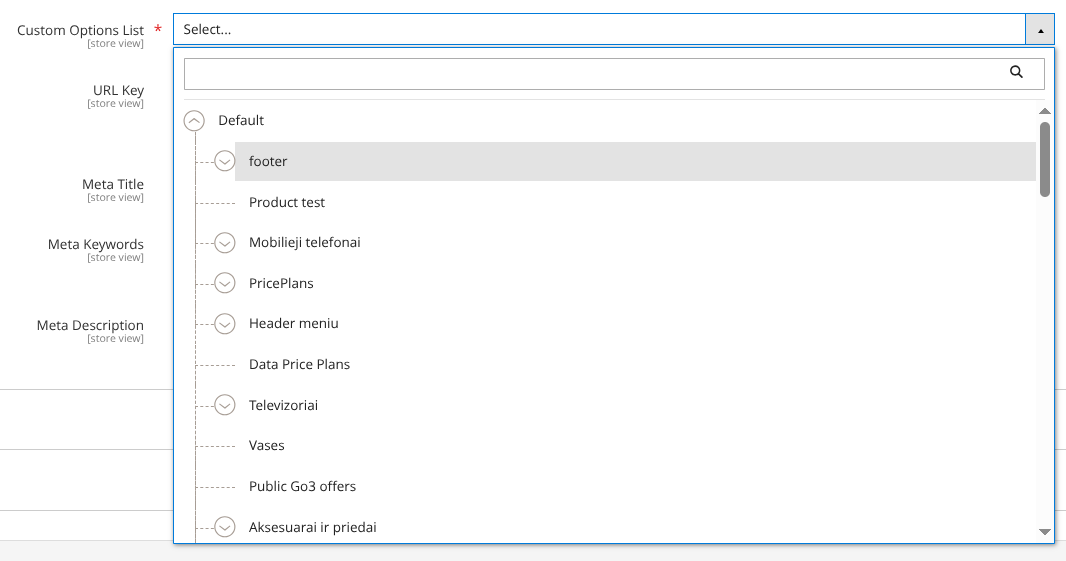 Custom Options List *
[store view]
Select...
URL Key
[store view]
Default
footer
Product test
Meta Title
[store view]
Meta Keywords
[store view]
Mobilieji telefonai
PricePlans
Meta Description
[store view]
Header meniu
Data Price Plans
Televizoriai
Vases
Public Go3 offers
Aksesuarai ir priedai